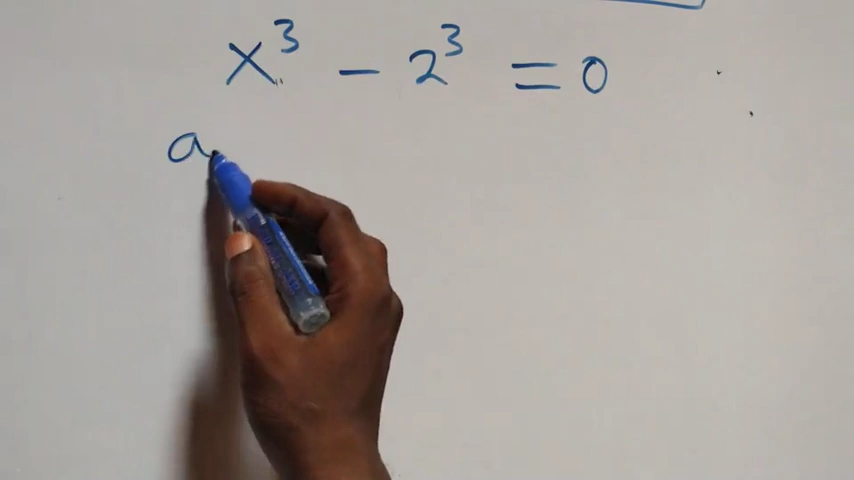 x³ - 2³ = 0
a